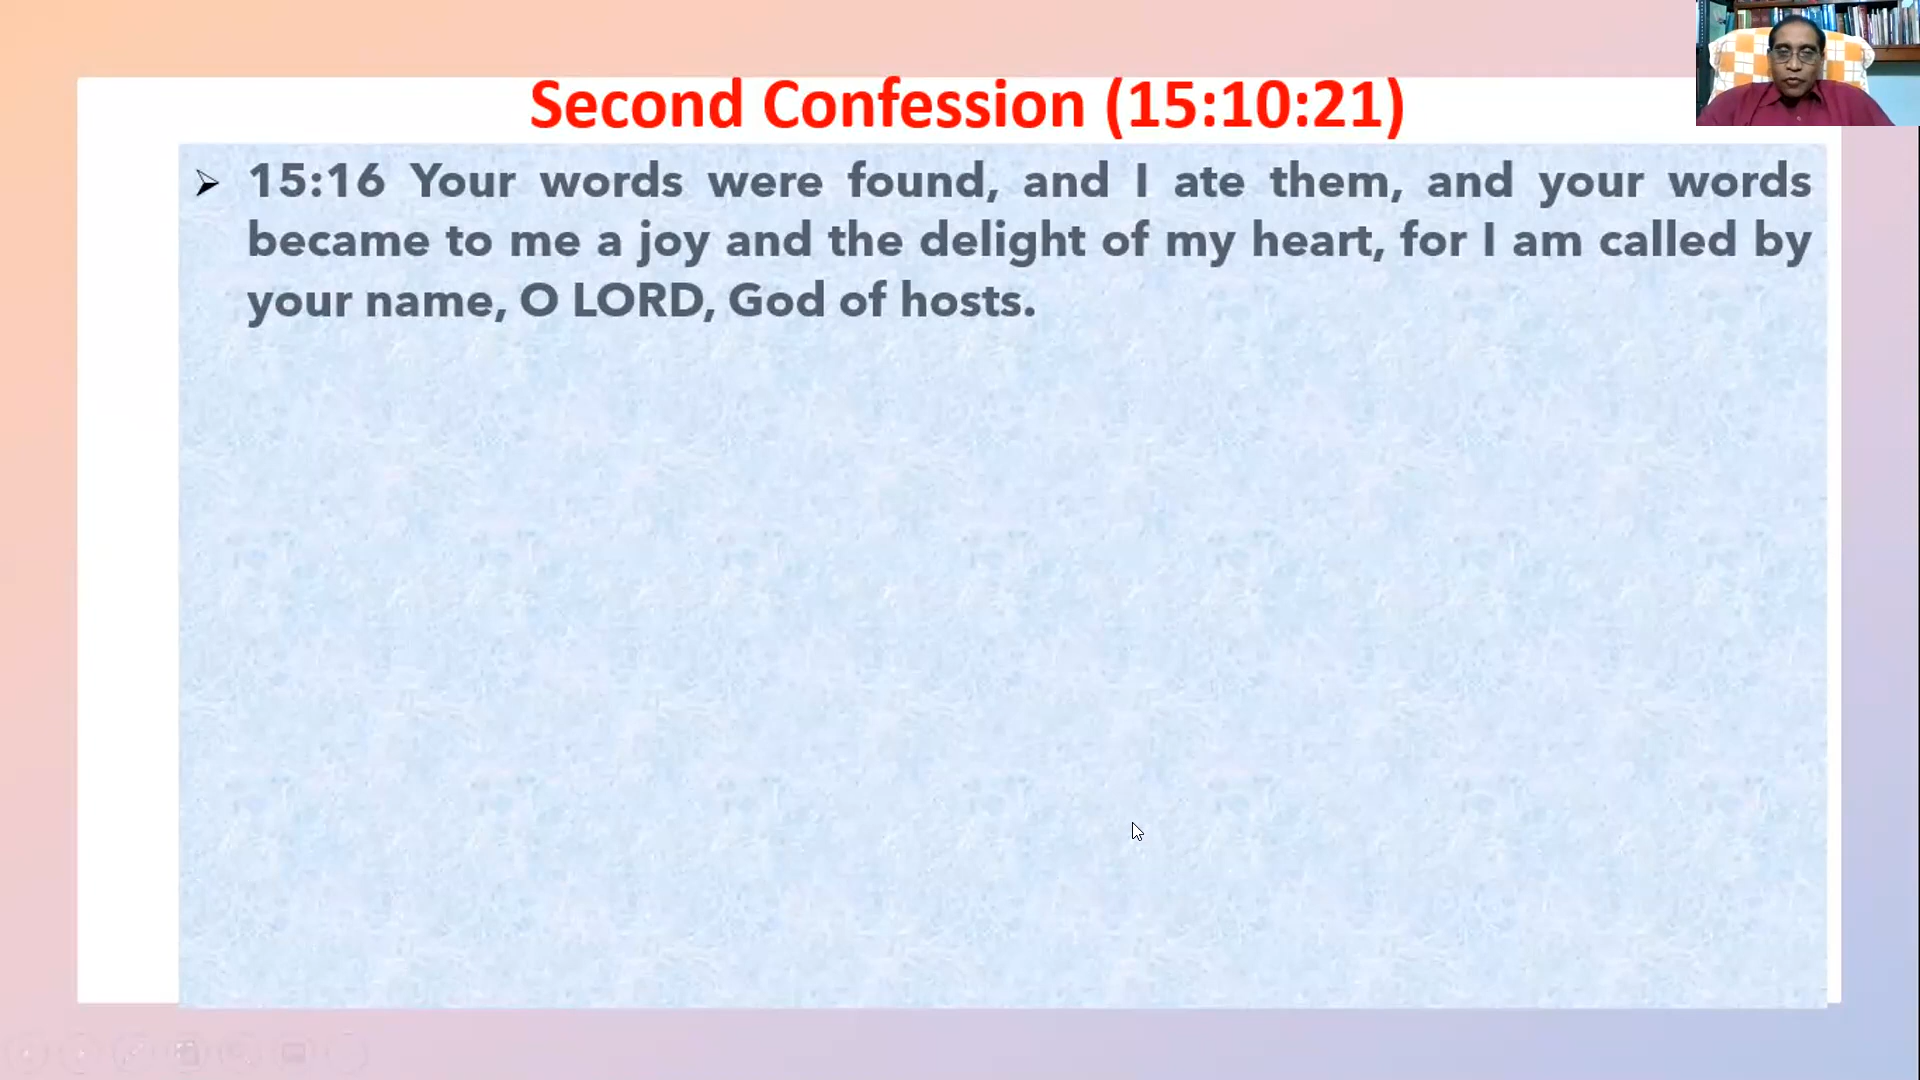 Second Confession (15:10:21)
15:16 Your words were found, and I ate them, and your words
became to me a joy and the delight of my heart, for I am called by
your name, O LORD, God of hosts.